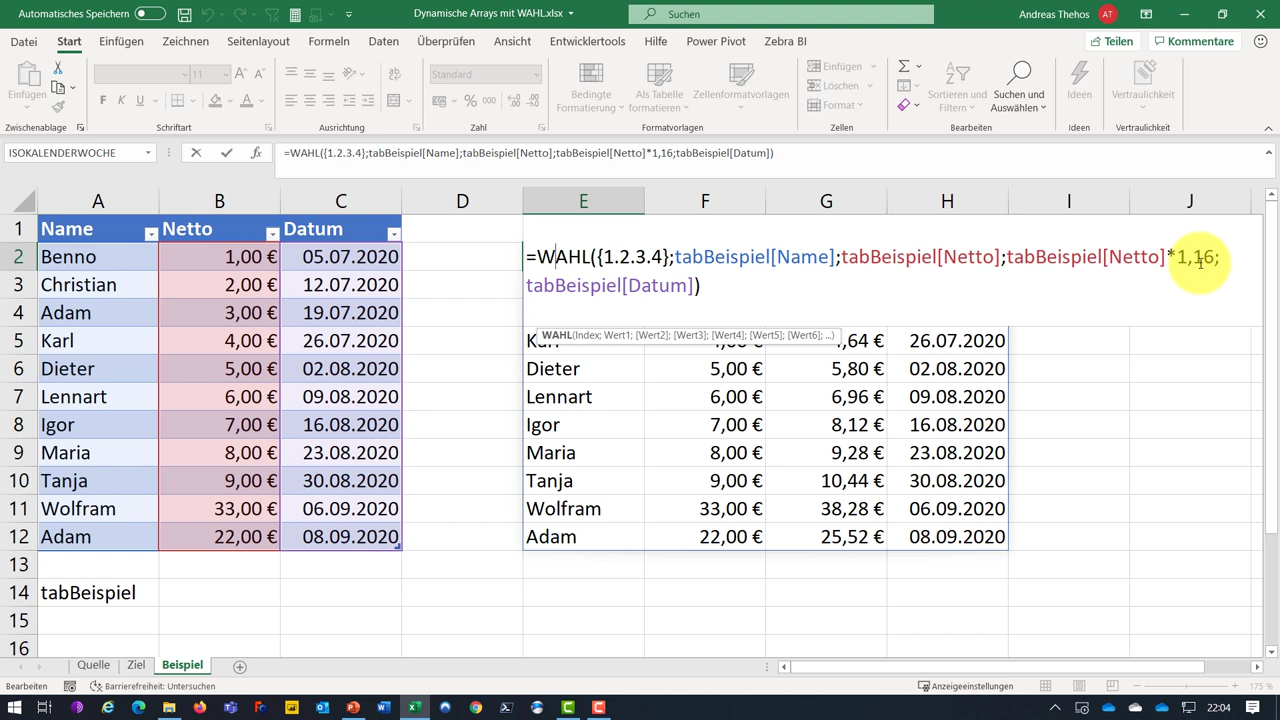 Automatisches Speichern
Dynamische Arrays mit WAHL.xlsx
Suchen
Andreas Thehos
AT
Datei Start Einfügen Zeichnen Seitenlayout Formeln Daten Überprüfen Ansicht Entwicklertools Hilfe Power Pivot Zebra BI Teilen Kommentare
Einfügen
Zwischenablage
11
F K U
Schriftart
Ausrichtung
Standard
% 000
Zahl
Bedingte Formatierung
Als Tabelle formatieren
Zellenformatvorlagen
Formatvorlagen
Einfügen
Löschen
Format
Zellen
Sortieren und Filtern
Suchen und Auswählen
Bearbeiten
Ideen
Ideen
Vertraulichkeit
Vertraulichkeit
ISOKALENDERWOCHE fx =WAHL({1.2.3.4};tabBeispiel[Name];tabBeispiel[Netto];tabBeispiel[Netto]*1,16;tabBeispiel[Datum])
A B C D E F G H I J
1 Name Netto Datum
2 Benno 1,00 € 05.07.2020 =WAHL({1.2.3.4};tabBeispiel[Name];tabBeispiel[Netto];tabBeispiel[Netto]*1,16;
3 Christian 2,00 € 12.07.2020 tabBeispiel[Datum])
4 Adam 3,00 € 19.07.2020
WAHL(Index; Wert1; [Wert2]; [Wert3]; [Wert4]; [Wert5]; [Wert6]; ...)
5 Karl 4,00 € 26.07.2020 26.07.2020
6 Dieter 5,00 € 02.08.2020 Dieter 5,00 € 5,80 € 02.08.2020
7 Lennart 6,00 € 09.08.2020 Lennart 6,00 € 6,96 € 09.08.2020
8 Igor 7,00 € 16.08.2020 Igor 7,00 € 8,12 € 16.08.2020
9 Maria 8,00 € 23.08.2020 Maria 8,00 € 9,28 € 23.08.2020
10 Tanja 9,00 € 30.08.2020 Tanja 9,00 € 10,44 € 30.08.2020
11 Wolfram 33,00 € 06.09.2020 Wolfram 33,00 € 38,28 € 06.09.2020
12 Adam 22,00 € 08.09.2020 Adam 22,00 € 25,52 € 08.09.2020
13
14 tabBeispiel
15
16
Quelle Ziel Beispiel
Bearbeiten Barrierefreiheit: Untersuchen Anzeigeeinstellungen 175 %
22:04